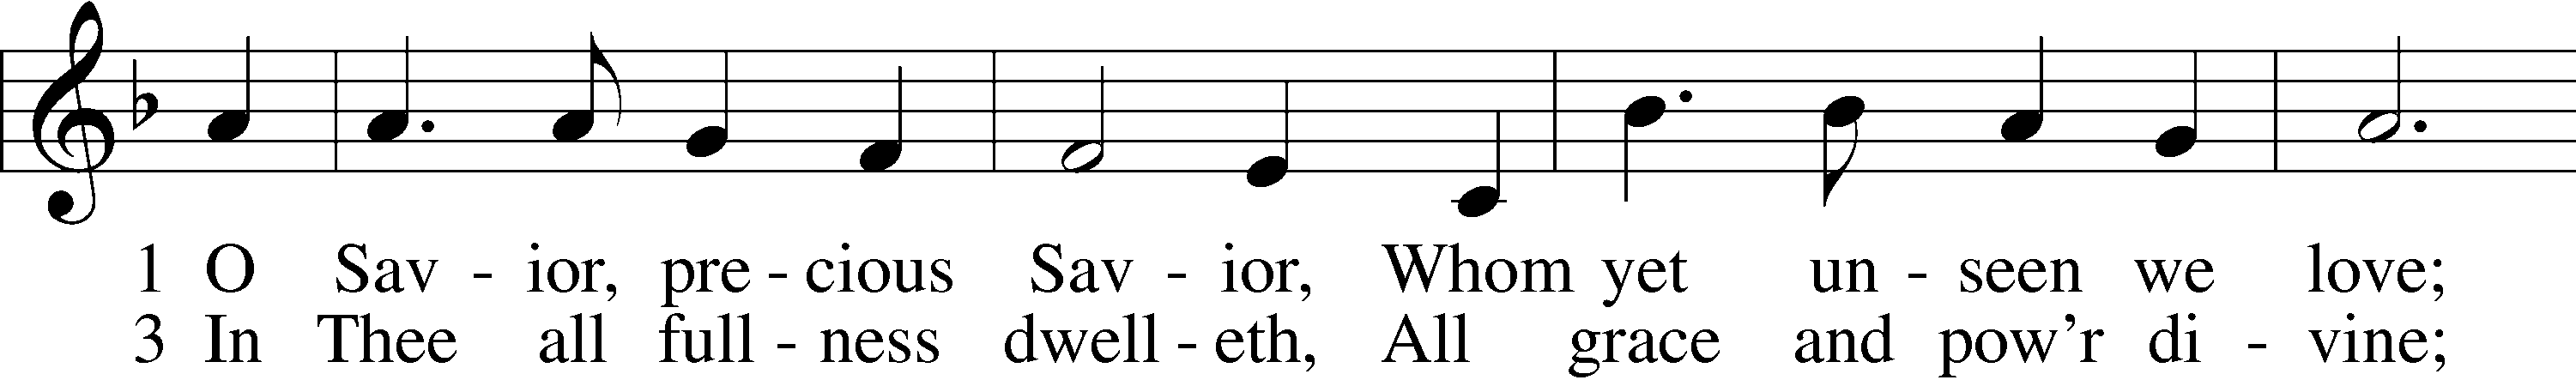 1 O Sav - ior, pre - cious Sav - ior, Whom yet un - seen we love;
3 In Thee all full - ness dwell - eth, All grace and pow'r di - vine;